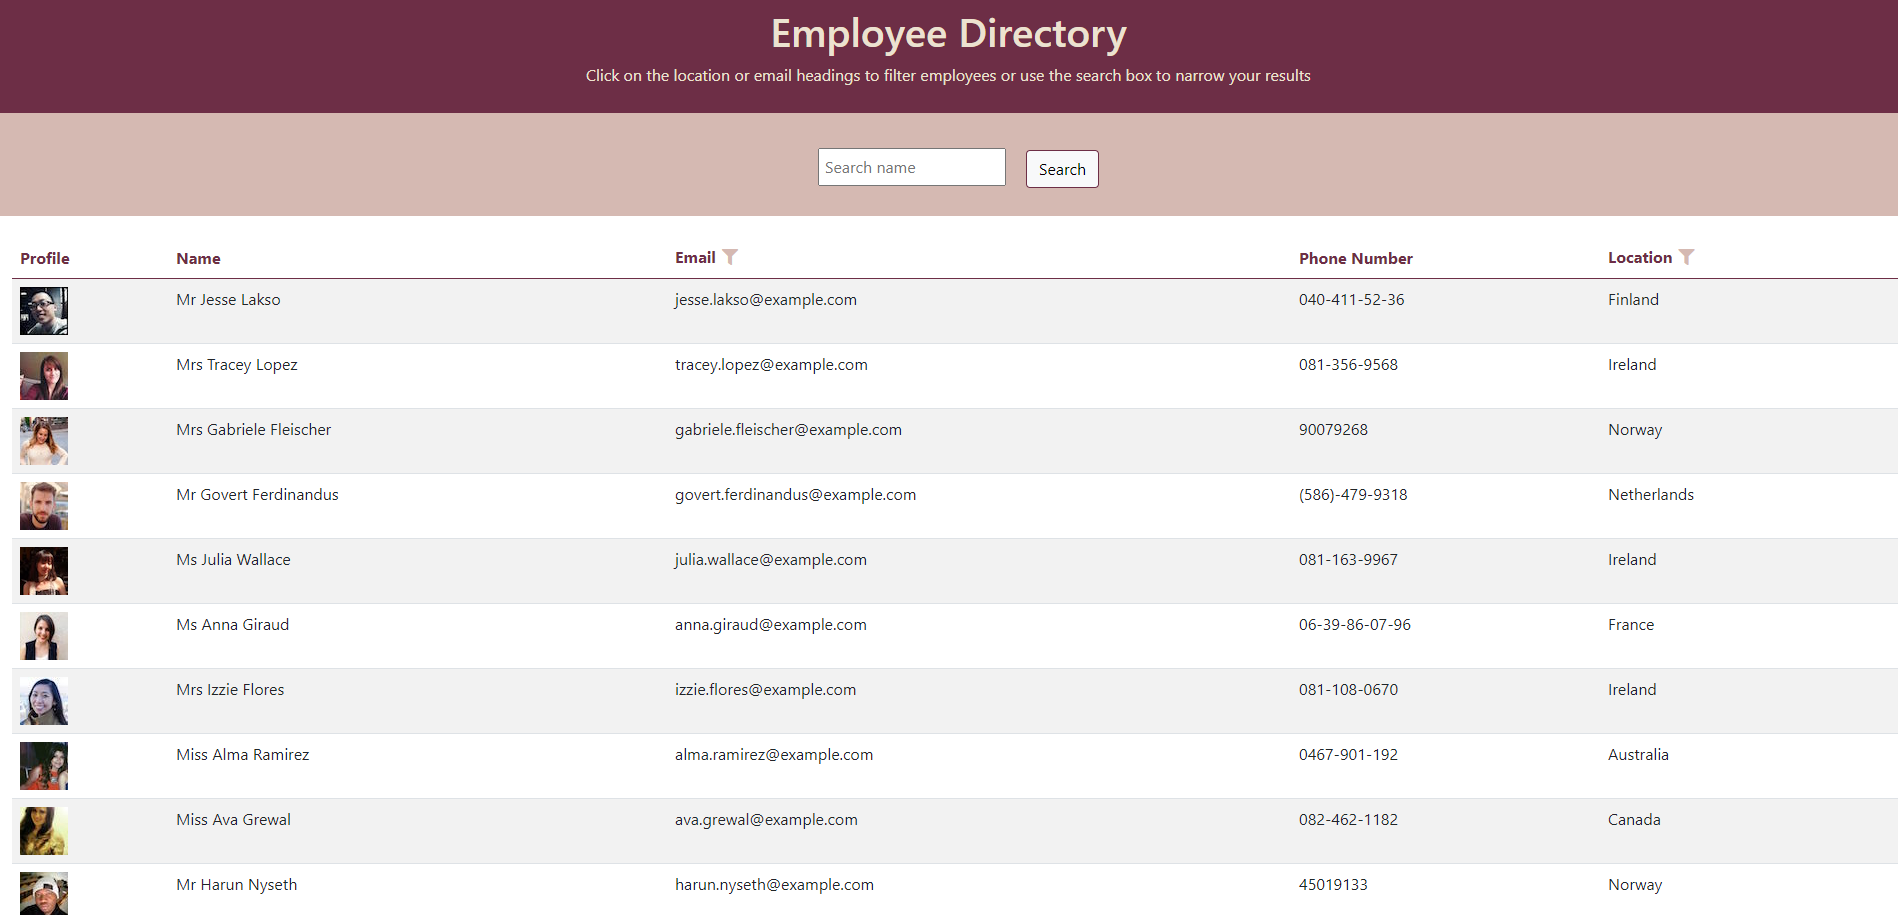 Employee Directory
Click on the location or email headings to filter employees or use the search box to narrow your results
Search name Search
Profile Name Email Phone Number Location
Mr Jesse Lakso jesse.lakso@example.com 040-411-52-36 Finland
Mrs Tracey Lopez tracey.lopez@example.com 081-356-9568 Ireland
Mrs Gabriele Fleischer gabriele.fleischer@example.com 90079268 Norway
Mr Govert Ferdinandus govert.ferdinandus@example.com (586)-479-9318 Netherlands
Ms Julia Wallace julia.wallace@example.com 081-163-9967 Ireland
Ms Anna Giraud anna.giraud@example.com 06-39-86-07-96 France
Mrs Izzie Flores izzie.flores@example.com 081-108-0670 Ireland
Miss Alma Ramirez alma.ramirez@example.com 0467-901-192 Australia
Miss Ava Grewal ava.grewal@example.com 082-462-1182 Canada
Mr Harun Nyseth harun.nyseth@example.com 45019133 Norway